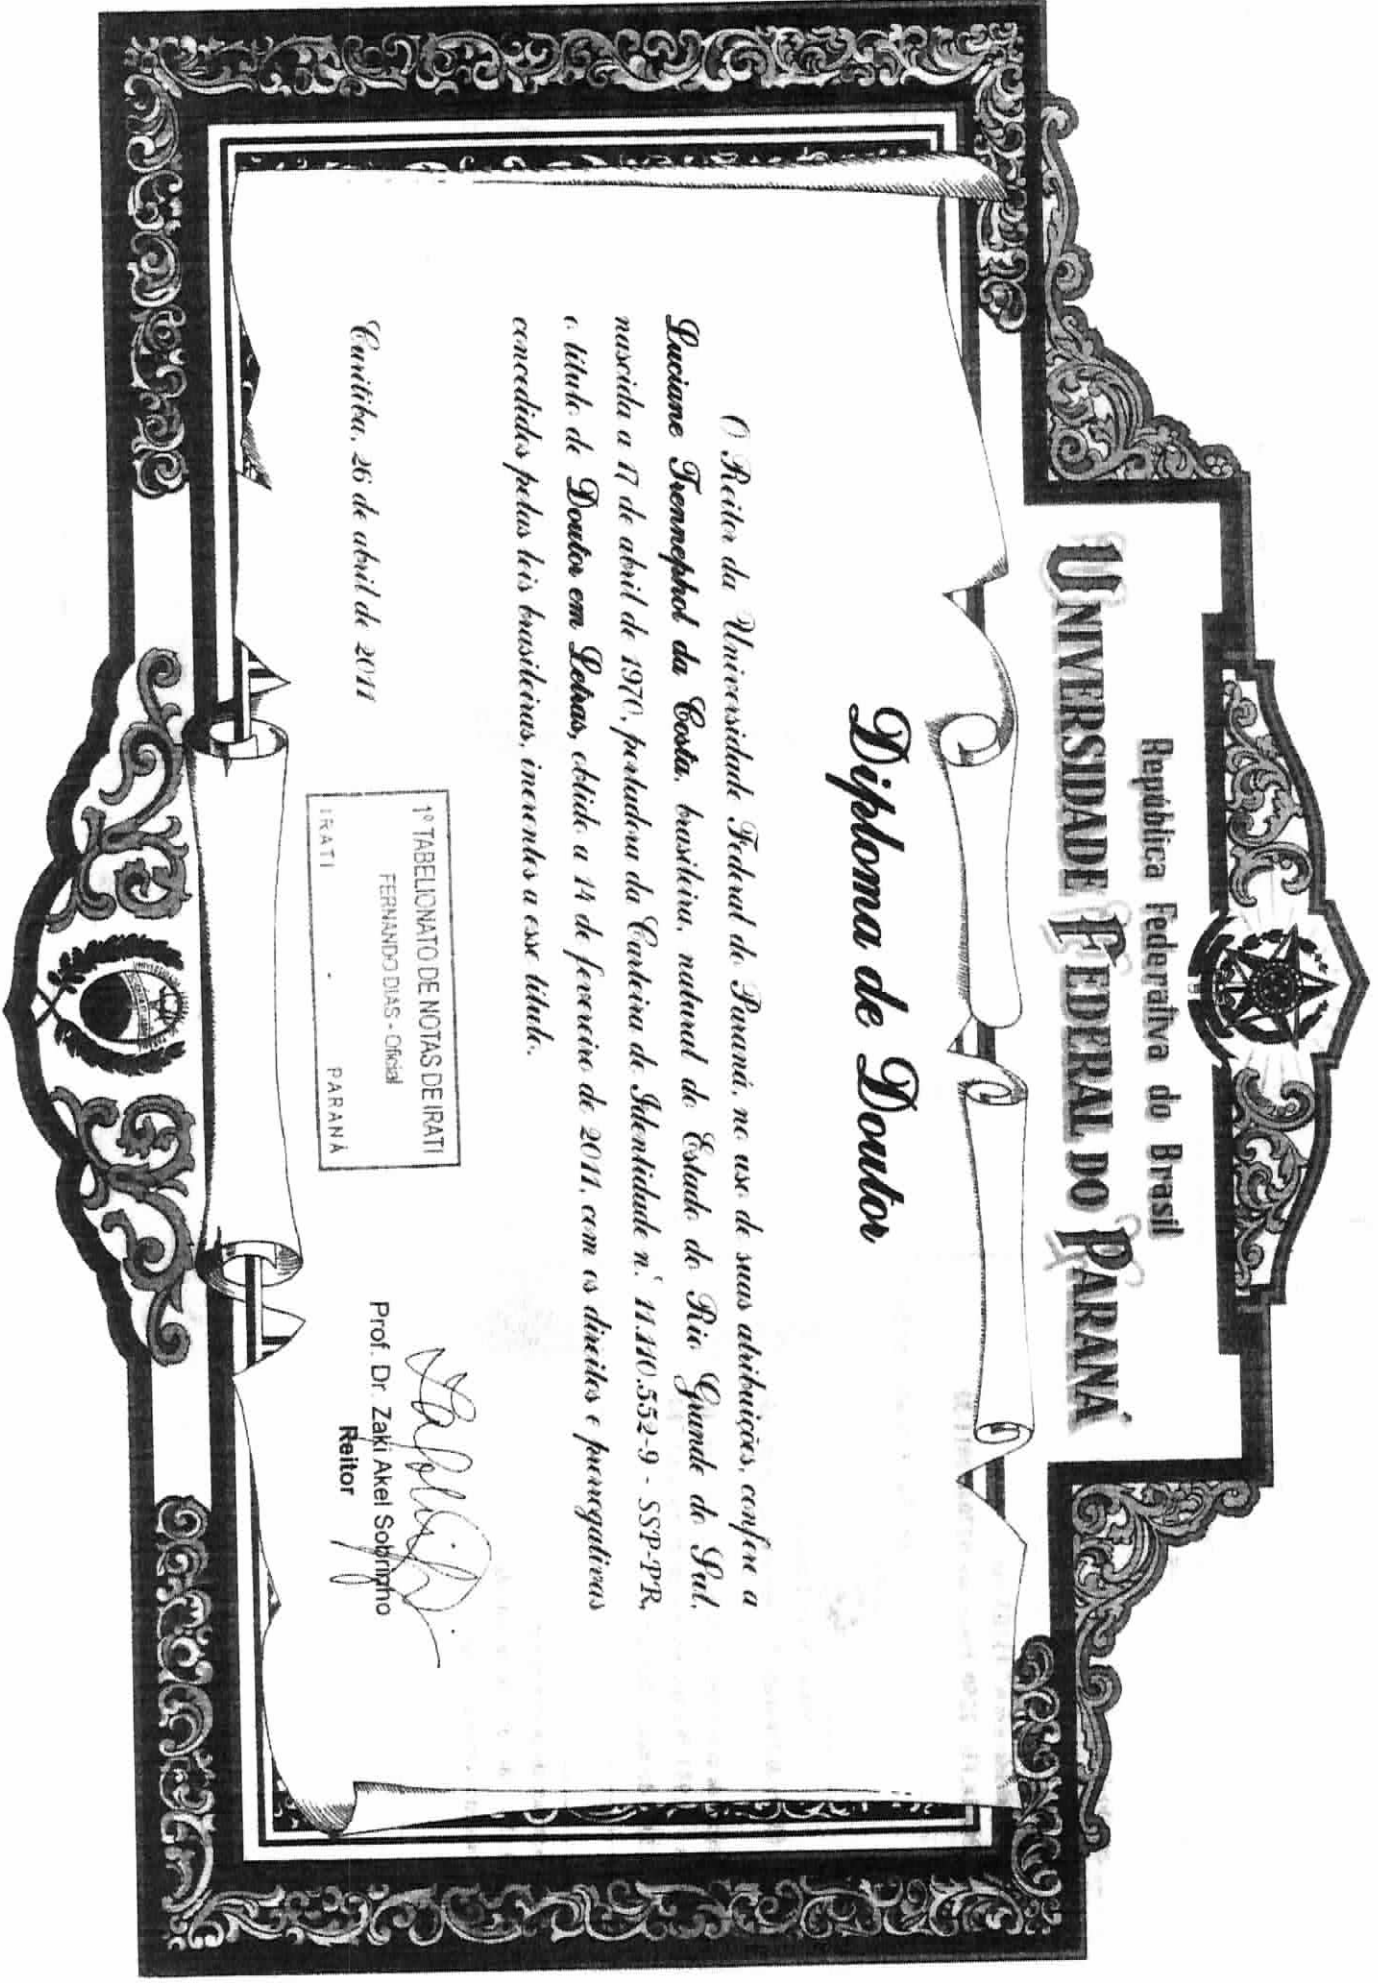 República Federativa do Brasil
UNIVERSIDADE FEDERAL DO PARANÁ
Diploma de Doutor
O Reitor da Universidade Federal do Paraná, no uso de suas atribuições, confere a
Luciane Trennephol da Costa, brasileira, natural do Estado do Rio Grande do Sul,
nascida a 17 de abril de 1970, portadora da Carteira de Identidade n.º 11.110.552-9 - SSP-PR,
o título de Doutor em Letras, obtido a 14 de fevereiro de 2011, com os direitos e prerrogativas
concedidos pelas leis brasileiras, inerentes a esse título.
Curitiba, 26 de abril de 2011
1º TABELIONATO DE NOTAS DE IRATI
FERNANDO DIAS - Oficial
IRATI - PARANÁ
Prof. Dr. Zaki Akel Sobrinho
Reitor